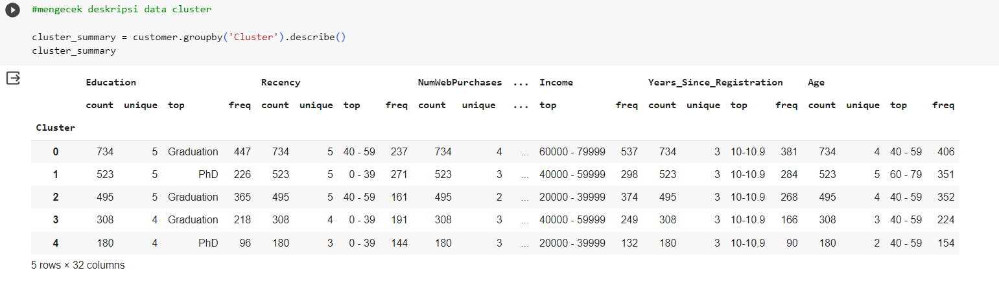 #mengecek deskripsi data cluster
cluster_summary = customer.groupby('Cluster').describe()
cluster_summary
Education Recency NumWebPurchases ... Income Years_Since_Registration Age
count unique top freq count unique top freq count unique ... top freq count unique top freq count unique top freq
Cluster
0 734 5 Graduation 447 734 5 40 - 59 237 734 4 ... 60000 - 79999 537 734 3 10-10.9 381 734 4 40 - 59 406
1 523 5 PhD 226 523 5 0 - 39 271 523 3 ... 40000 - 59999 298 523 3 10-10.9 284 523 5 60 - 79 351
2 495 5 Graduation 365 495 5 40 - 59 161 495 2 ... 20000 - 39999 374 495 3 10-10.9 268 495 4 40 - 59 352
3 308 4 Graduation 218 308 4 0 - 39 191 308 3 ... 40000 - 59999 249 308 3 10-10.9 166 308 3 40 - 59 224
4 180 4 PhD 96 180 3 0 - 39 144 180 3 ... 20000 - 39999 132 180 3 10-10.9 90 180 2 40 - 59 154
5 rows × 32 columns